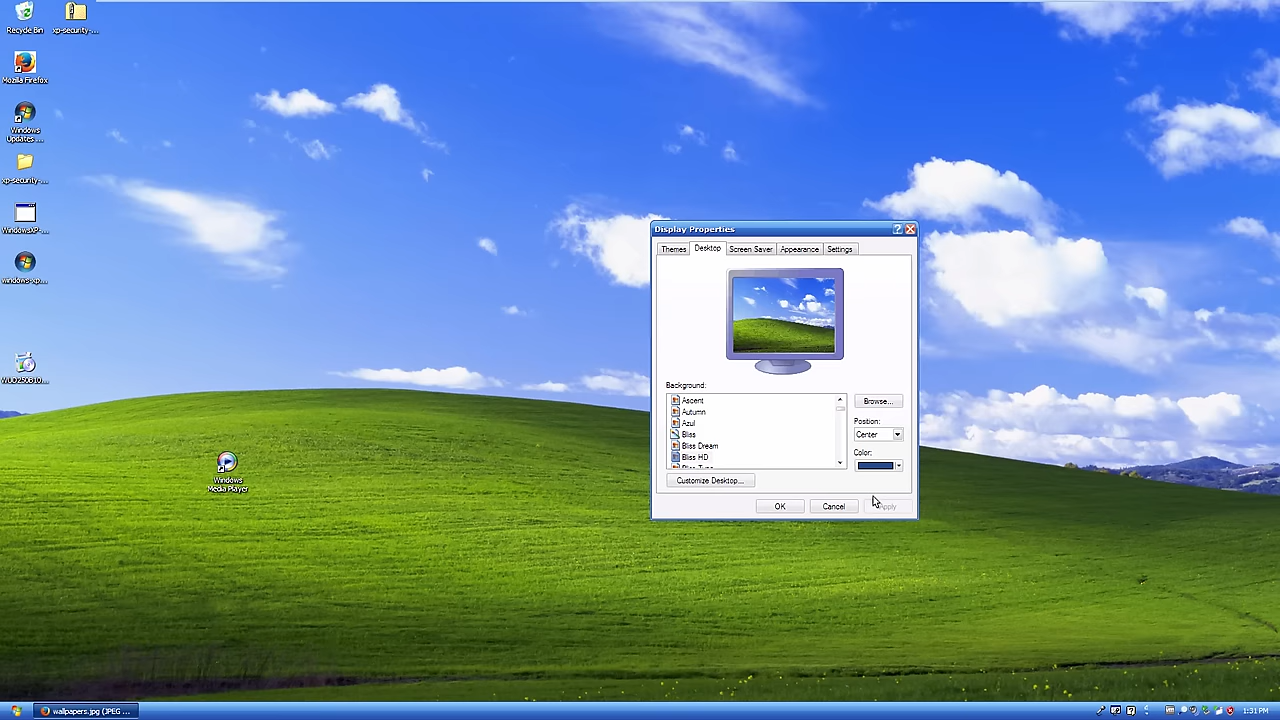 Recycle Bin
xp-security-...
Mozilla Firefox
Windows
Updates ...
xp-security-...
WindowsXP-...
windows-xp...
Windows
Media Player
Display Properties
Themes
Desktop
Screen Saver
Appearance
Settings
Background:
Ascent
Autumn
Azul
Bliss
Bliss Dream
Bliss HD
Browse...
Position:
Center
Color:
Customize Desktop...
OK
Cancel
Apply
wallpapers.jpg (JPEG ...
1:31 PM